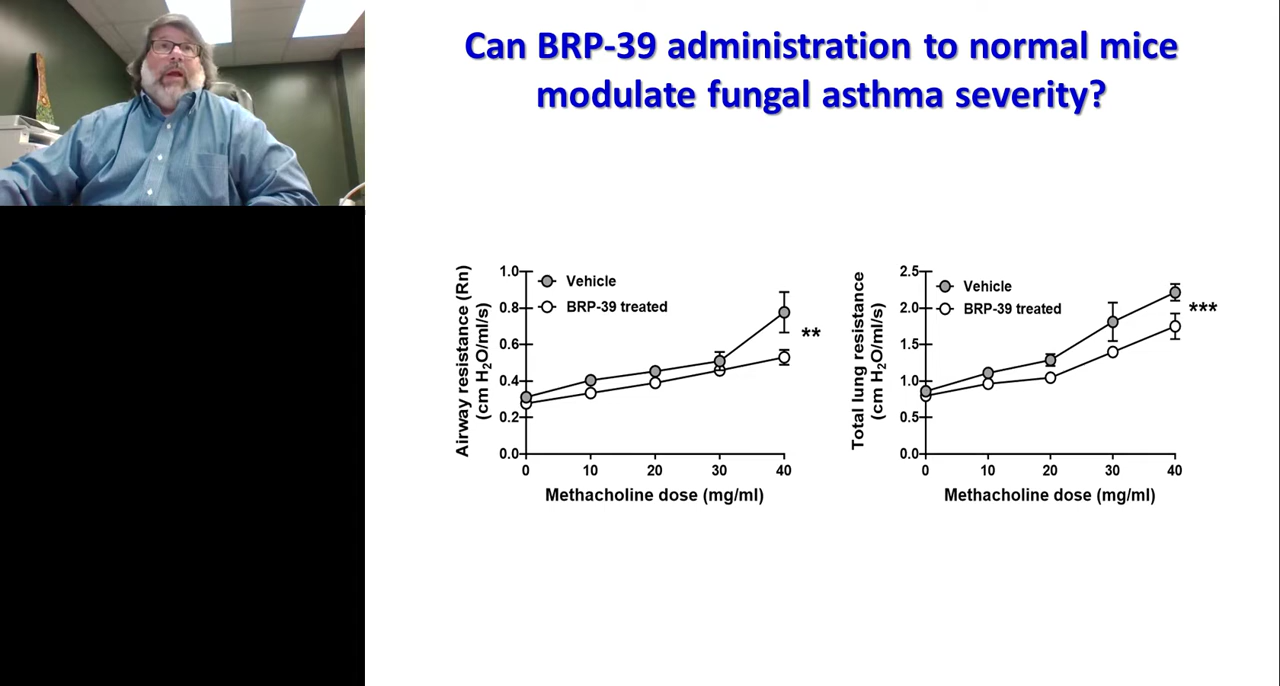 Can BRP-39 administration to normal mice
modulate fungal asthma severity?
Airway resistance (Rn)
(cm H₂O/ml/s)
1.0
0.8
0.6
0.4
0.2
0.0
Vehicle
BRP-39 treated
**
0 10 20 30 40
Methacholine dose (mg/ml)
Total lung resistance
(cm H₂O/ml/s)
2.5
2.0
1.5
1.0
0.5
0.0
Vehicle
BRP-39 treated
***
0 10 20 30 40
Methacholine dose (mg/ml)